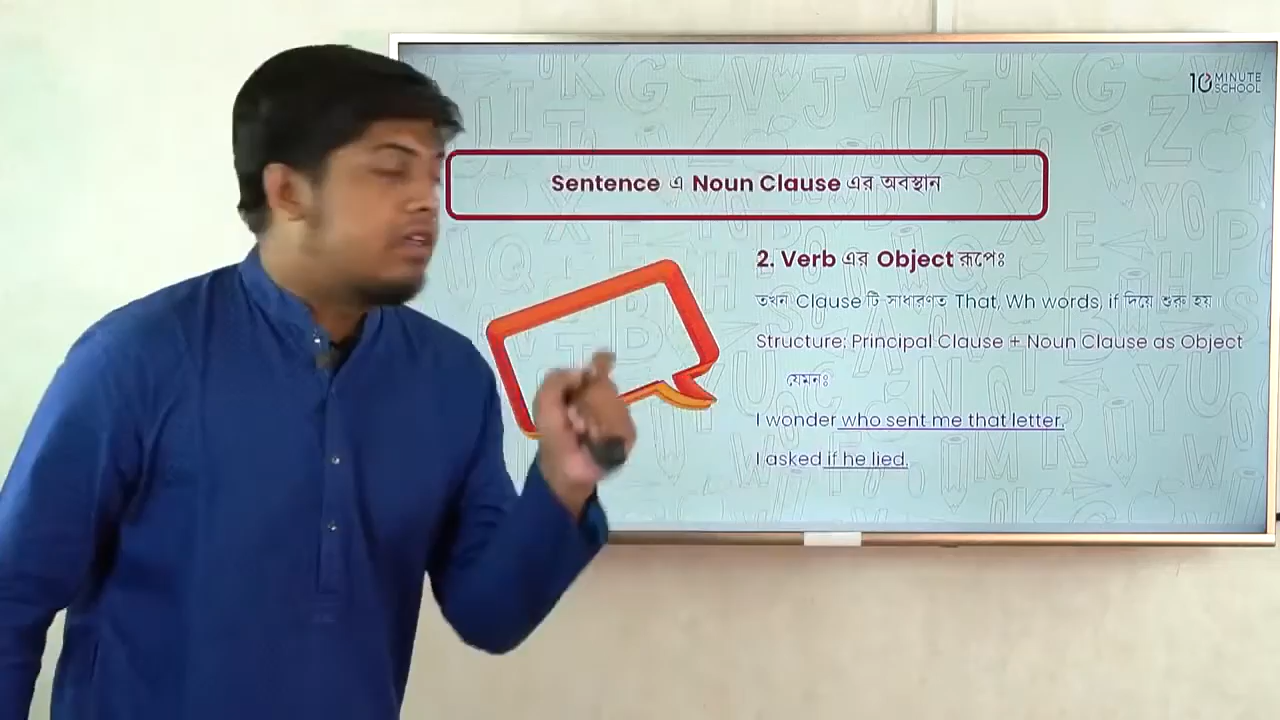 10 MINUTE SCHOOL
Sentence এ Noun Clause এর অবস্থান
2. Verb এর Object রূপেঃ
তখন Clause টি সাধারণত That, Wh words, if দিয়ে শুরু হয়।
Structure: Principal Clause + Noun Clause as Object
যেমনঃ
I wonder who sent me that letter.
I asked if he lied.